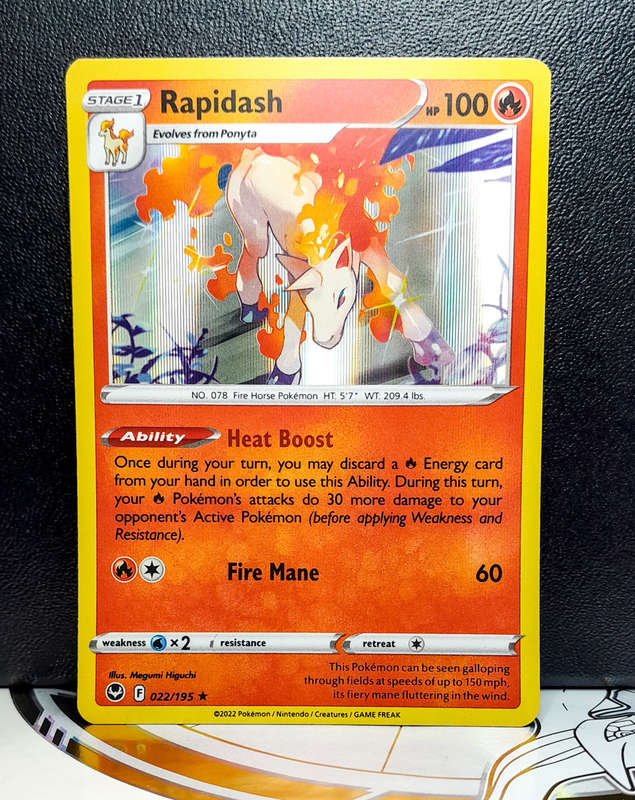 STAGE 1 Rapidash HP 100
Evolves from Ponyta
NO. 078 Fire Horse Pokémon HT: 5'7" WT: 209.4 lbs.
Ability Heat Boost
Once during your turn, you may discard a Energy card
from your hand in order to use this Ability. During this turn,
your Pokémon's attacks do 30 more damage to your
opponent's Active Pokémon (before applying Weakness and
Resistance).
Fire Mane 60
weakness ×2 resistance retreat
Illus. Megumi Higuchi
F 022/195 ★
This Pokémon can be seen galloping
through fields at speeds of up to 150 mph,
its fiery mane fluttering in the wind.
©2022 Pokémon / Nintendo / Creatures / GAME FREAK